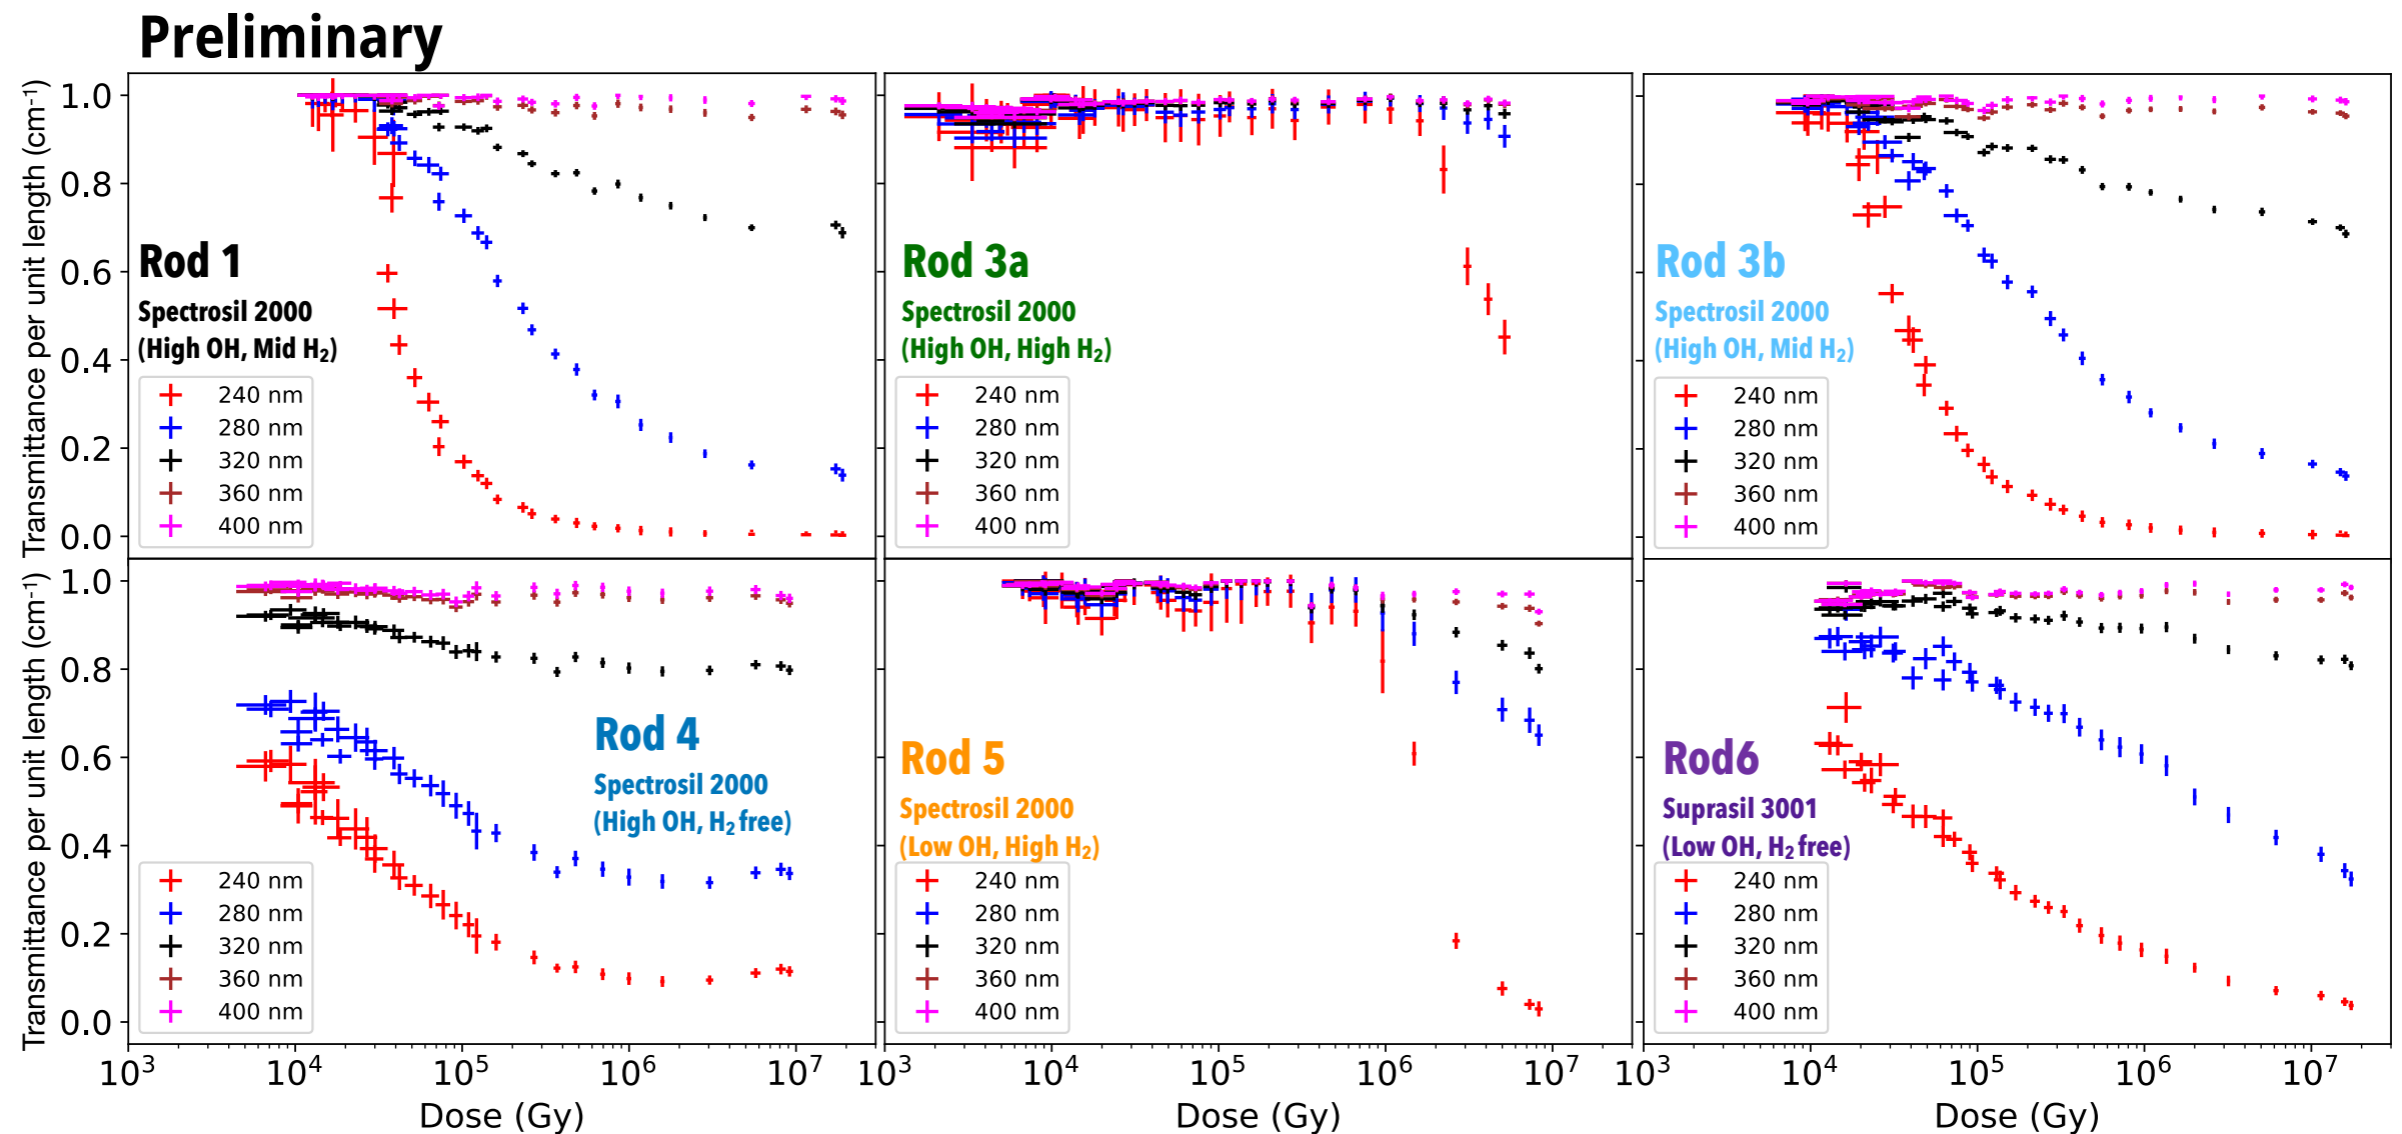 Preliminary
Transmittance per unit length (cm⁻¹)
1.0
0.8
0.6
0.4
0.2
0.0
Rod 1
Spectrosil 2000
(High OH, Mid H₂)
240 nm
280 nm
320 nm
360 nm
400 nm
Rod 3a
Spectrosil 2000
(High OH, High H₂)
240 nm
280 nm
320 nm
360 nm
400 nm
Rod 3b
Spectrosil 2000
(High OH, Mid H₂)
240 nm
280 nm
320 nm
360 nm
400 nm
Transmittance per unit length (cm⁻¹)
1.0
0.8
0.6
0.4
0.2
0.0
Rod 4
Spectrosil 2000
(High OH, H₂ free)
240 nm
280 nm
320 nm
360 nm
400 nm
Rod 5
Spectrosil 2000
(Low OH, High H₂)
240 nm
280 nm
320 nm
360 nm
400 nm
Rod6
Suprasil 3001
(Low OH, H₂ free)
240 nm
280 nm
320 nm
360 nm
400 nm
10³ 10⁴ 10⁵ 10⁶ 10⁷
10³ 10⁴ 10⁵ 10⁶ 10⁷
10³ 10⁴ 10⁵ 10⁶ 10⁷
Dose (Gy)
Dose (Gy)
Dose (Gy)